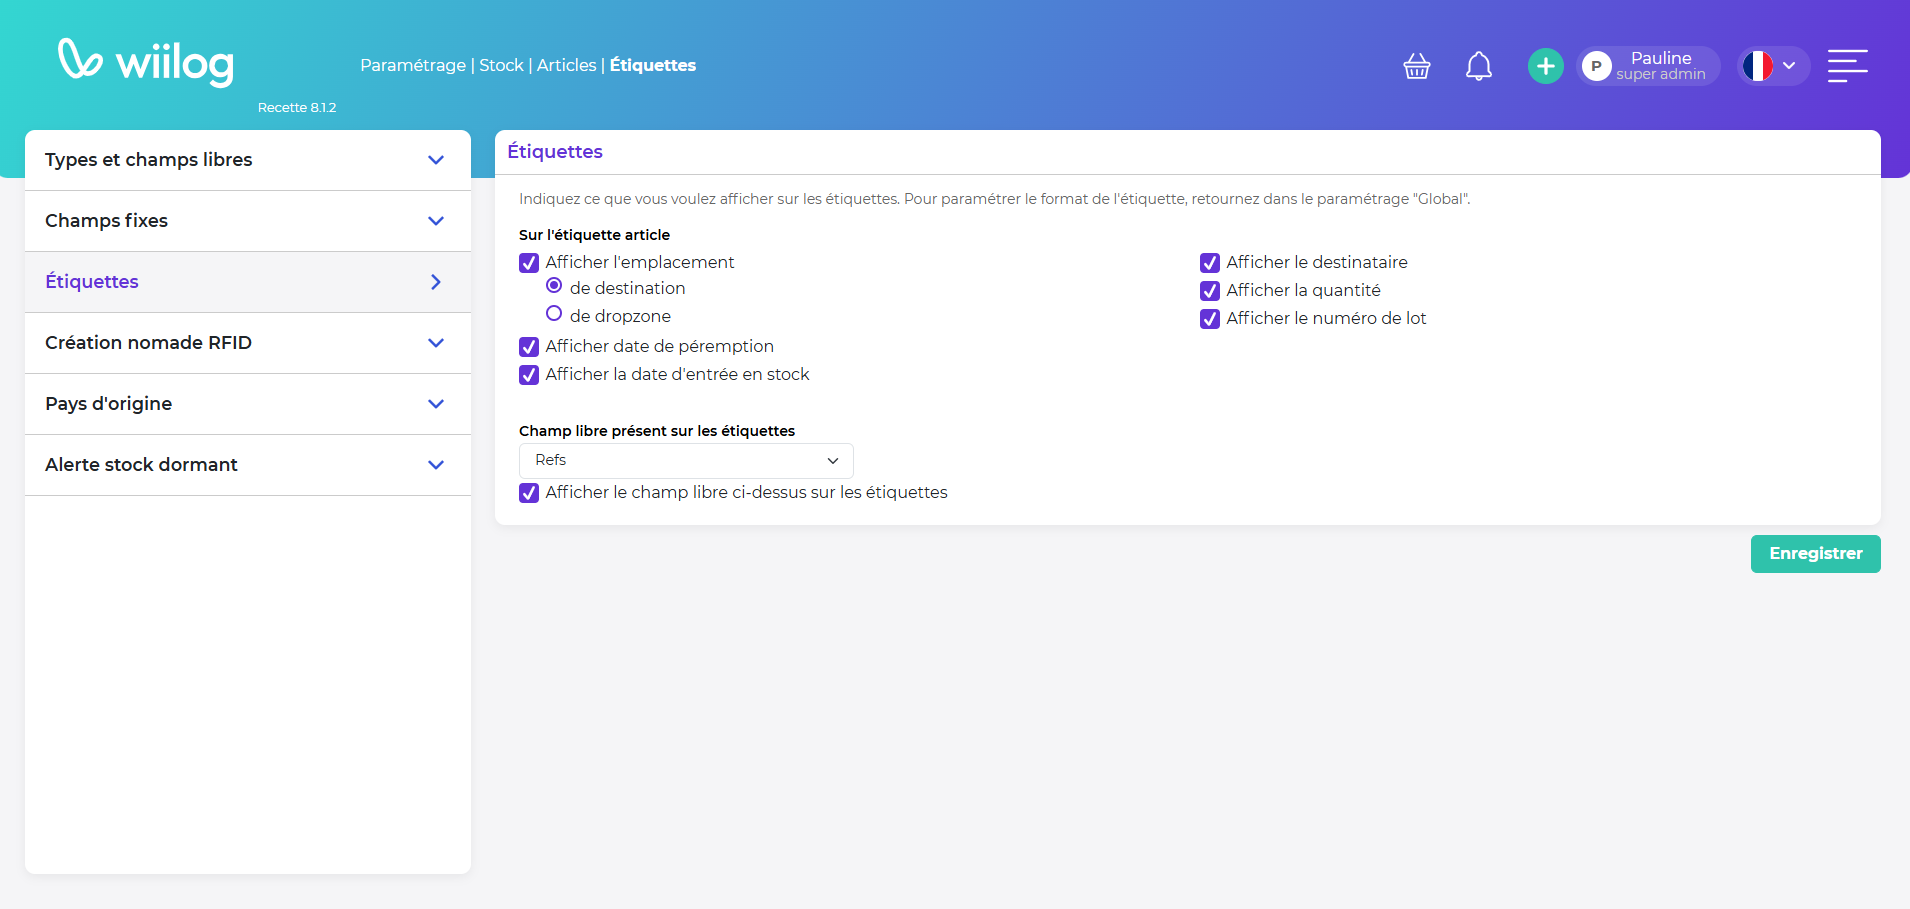 wiilog
Recette 8.1.2
Paramétrage | Stock | Articles | Étiquettes
P
Pauline
super admin
Types et champs libres
Champs fixes
Étiquettes
Création nomade RFID
Pays d'origine
Alerte stock dormant
Étiquettes
Indiquez ce que vous voulez afficher sur les étiquettes. Pour paramétrer le format de l'étiquette, retournez dans le paramétrage "Global".
Sur l'étiquette article
Afficher l'emplacement
de destination
de dropzone
Afficher date de péremption
Afficher la date d'entrée en stock
Afficher le destinataire
Afficher la quantité
Afficher le numéro de lot
Champ libre présent sur les étiquettes
Refs
Afficher le champ libre ci-dessus sur les étiquettes
Enregistrer